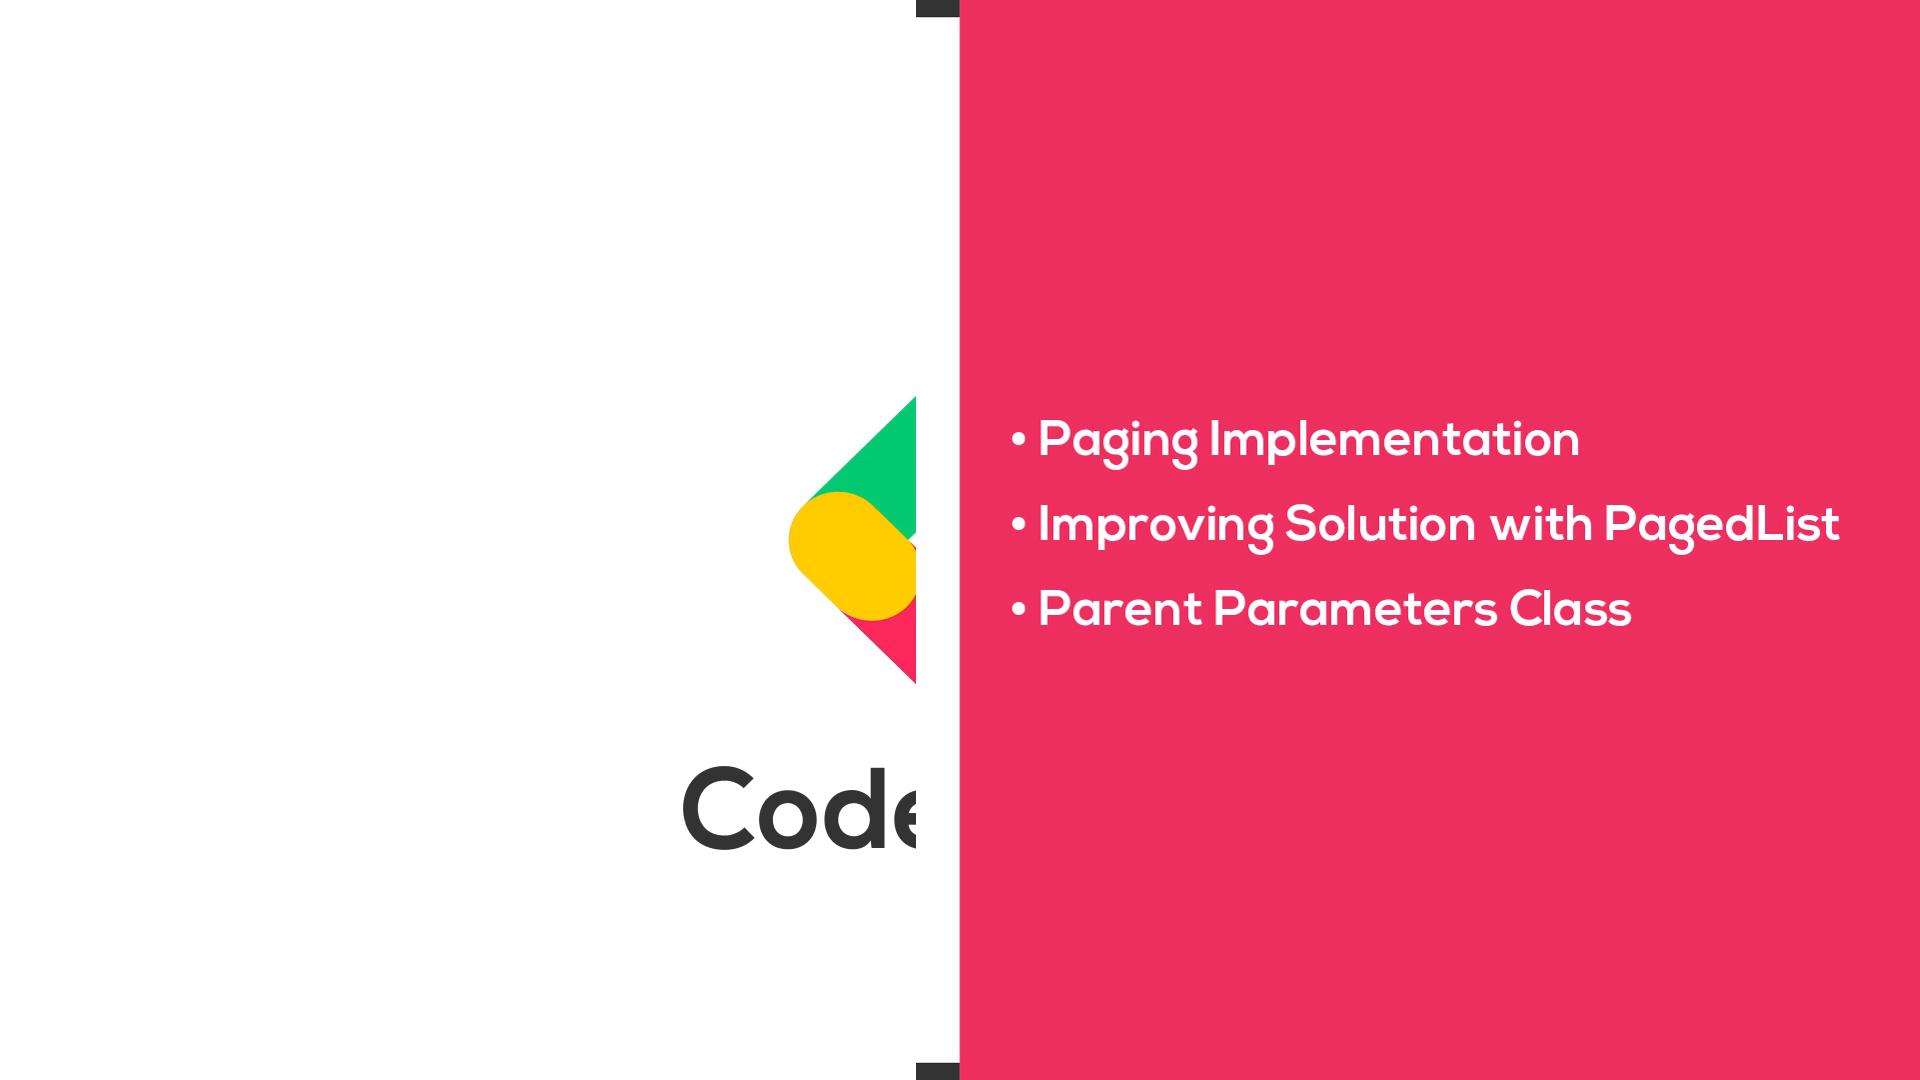 Code
• Paging Implementation
• Improving Solution with PagedList
• Parent Parameters Class